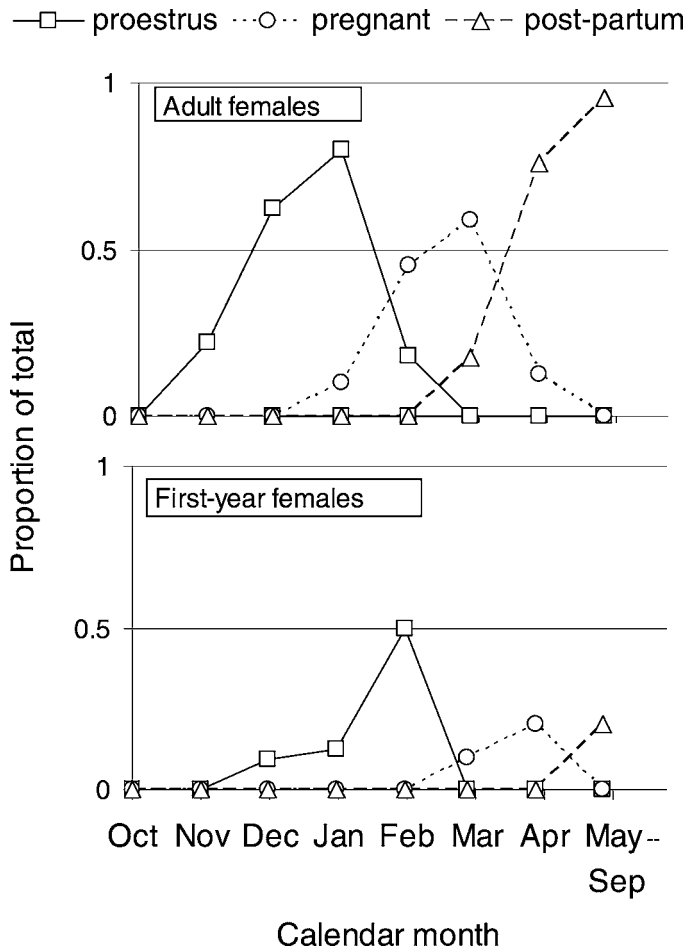 proestrus pregnant post-partum
1
Adult females
0.5
0
Proportion of total
1
First-year females
0.5
0
Oct Nov Dec Jan Feb Mar Apr May--
Sep
Calendar month